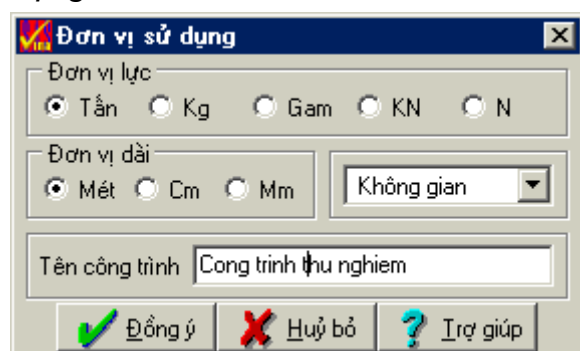 Đơn vị sử dụng
Đơn vị lực
Tấn Kg Gam KN N
Đơn vị dài
Mét Cm Mm Không gian
Tên công trình Cong trinh thu nghiem
Đồng ý Huỷ bỏ Trợ giúp